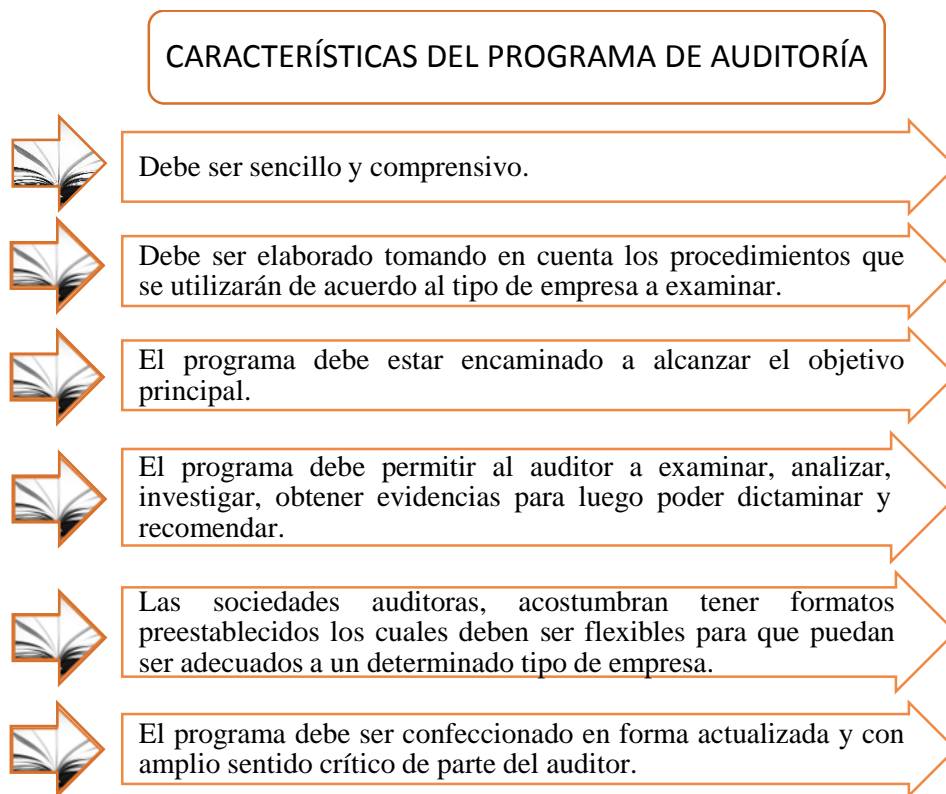 CARACTERÍSTICAS DEL PROGRAMA DE AUDITORÍA
Debe ser sencillo y comprensivo.
Debe ser elaborado tomando en cuenta los procedimientos que
se utilizarán de acuerdo al tipo de empresa a examinar.
El programa debe estar encaminado a alcanzar el objetivo
principal.
El programa debe permitir al auditor a examinar, analizar,
investigar, obtener evidencias para luego poder dictaminar y
recomendar.
Las sociedades auditoras, acostumbran tener formatos
preestablecidos los cuales deben ser flexibles para que puedan
ser adecuados a un determinado tipo de empresa.
El programa debe ser confeccionado en forma actualizada y con
amplio sentido crítico de parte del auditor.